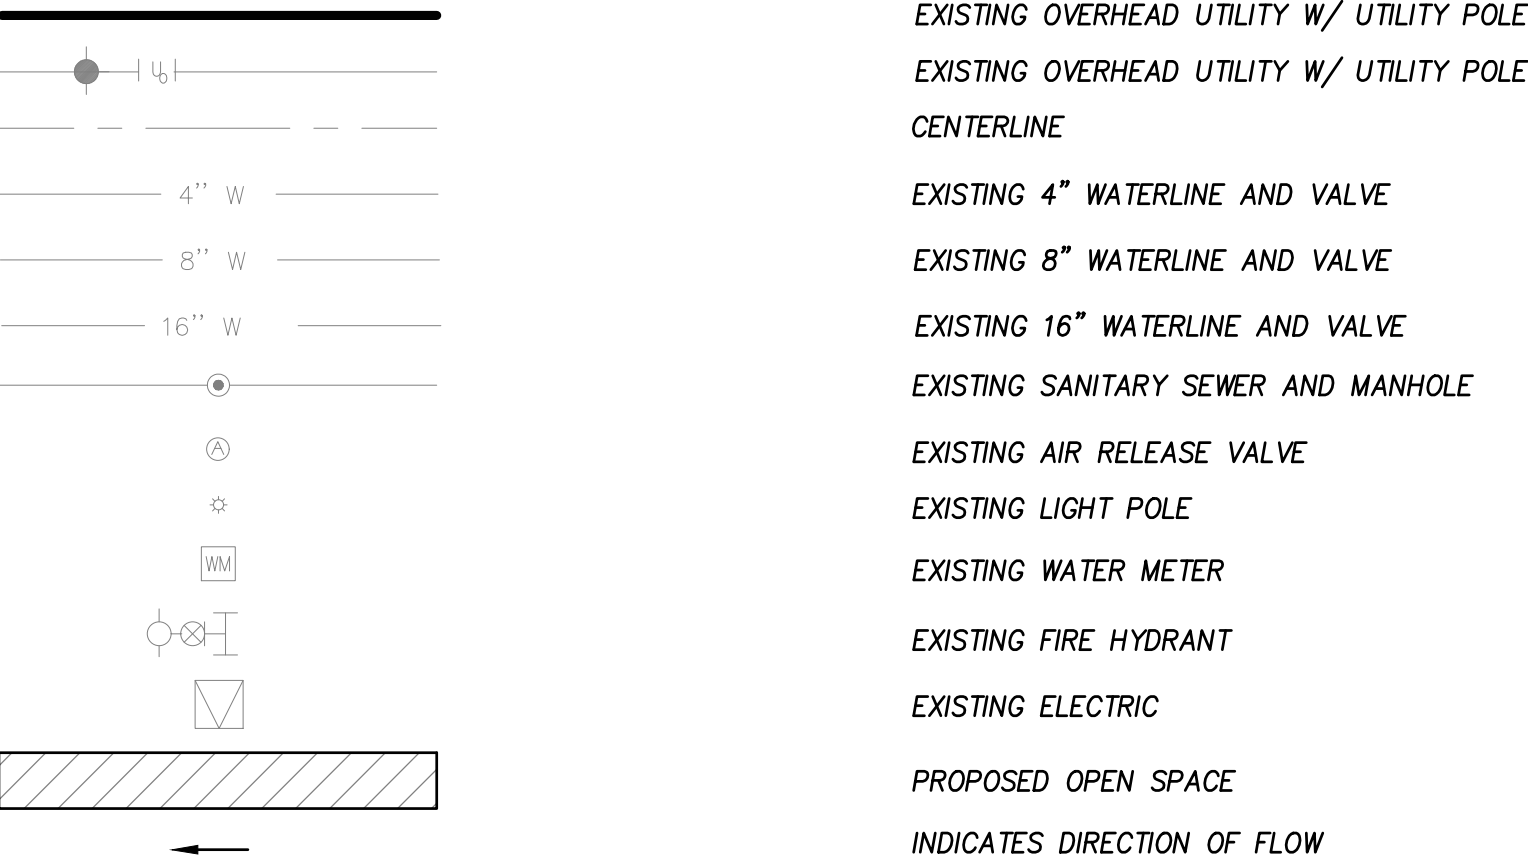 EXISTING OVERHEAD UTILITY W/ UTILITY POLE
EXISTING OVERHEAD UTILITY W/ UTILITY POLE
CENTERLINE
4'' W EXISTING 4” WATERLINE AND VALVE
8'' W EXISTING 8” WATERLINE AND VALVE
16'' W EXISTING 16” WATERLINE AND VALVE
EXISTING SANITARY SEWER AND MANHOLE
A EXISTING AIR RELEASE VALVE
EXISTING LIGHT POLE
WM EXISTING WATER METER
EXISTING FIRE HYDRANT
EXISTING ELECTRIC
PROPOSED OPEN SPACE
INDICATES DIRECTION OF FLOW